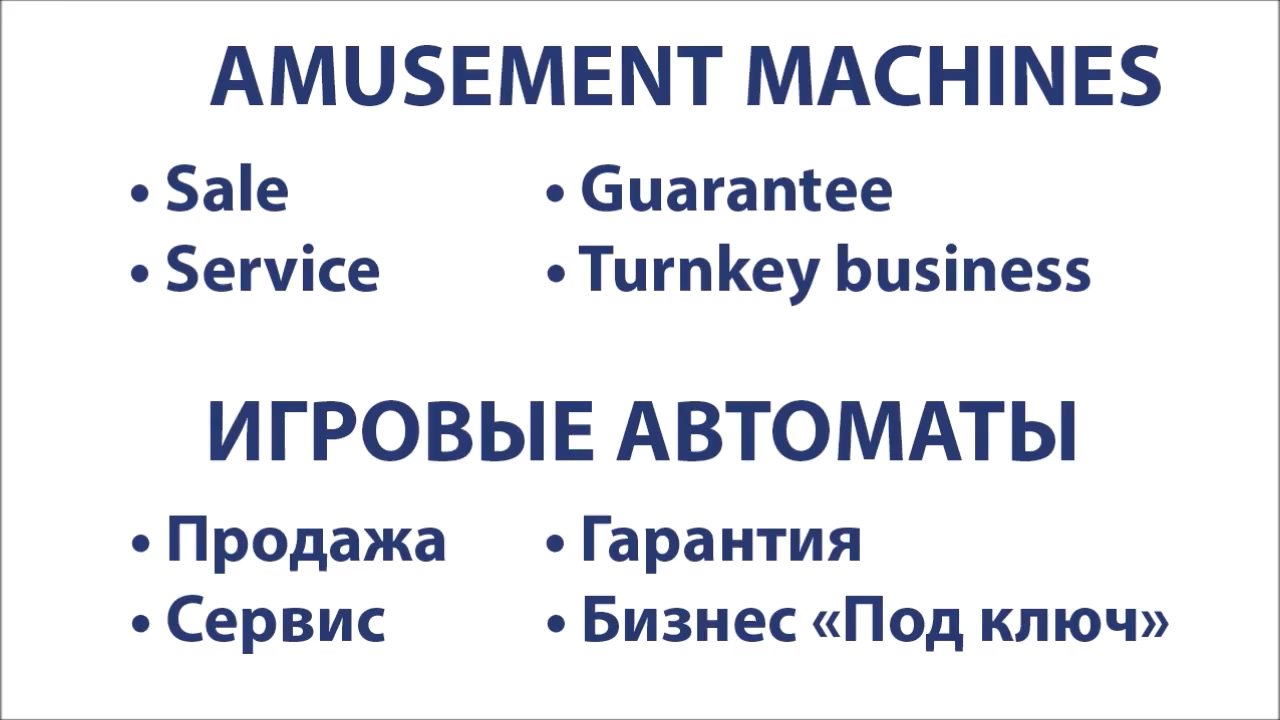 AMUSEMENT MACHINES
• Sale • Guarantee
• Service • Turnkey business
ИГРОВЫЕ АВТОМАТЫ
• Продажа • Гарантия
• Сервис • Бизнес «Под ключ»